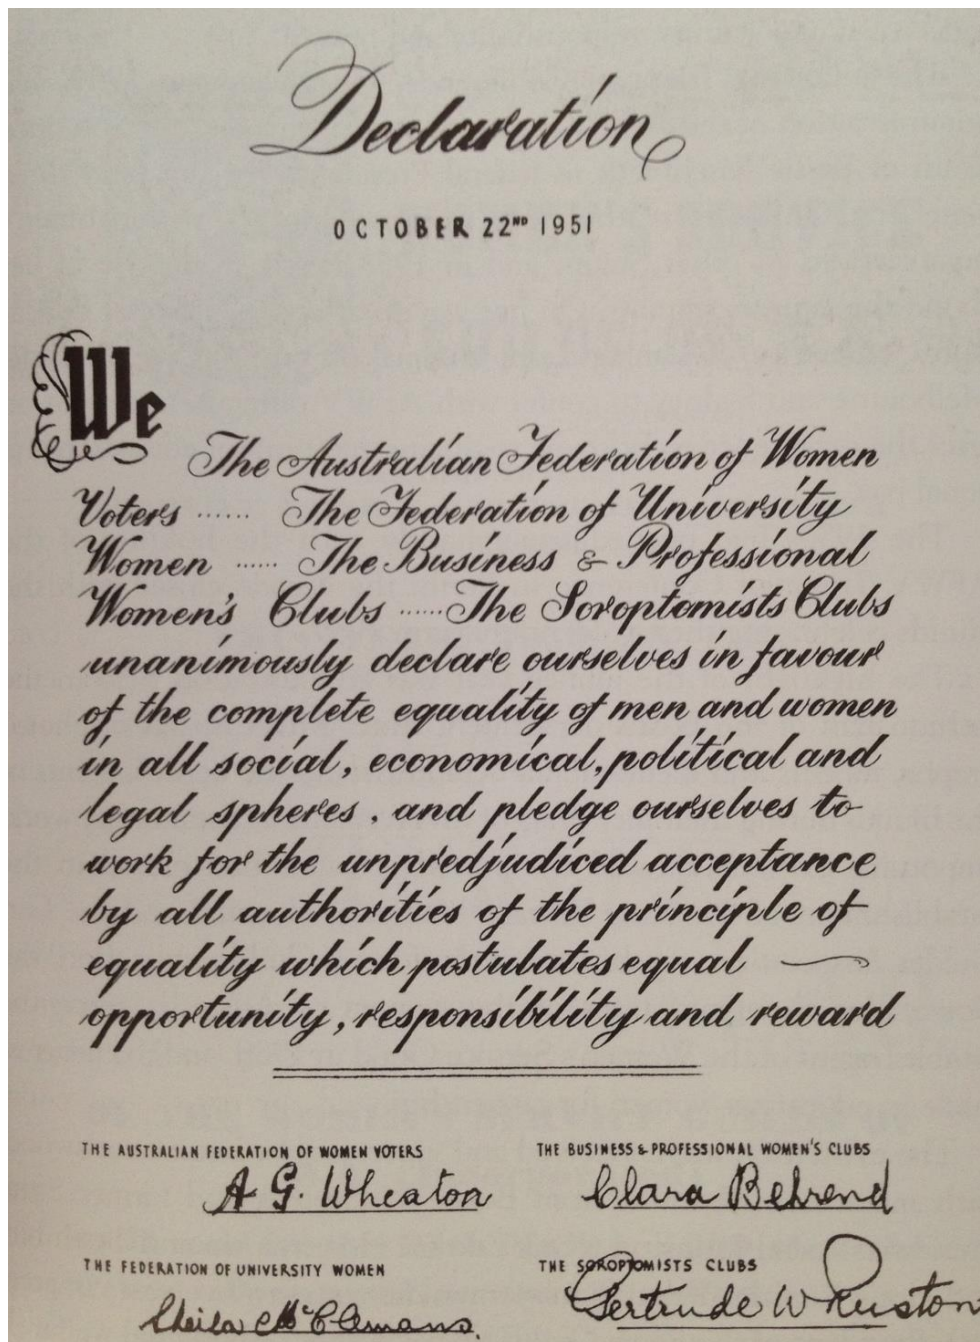 Declaration
OCTOBER 22ND 1951
We
The Australian Federation of Women
Voters ...... The Federation of University
Women ...... The Business & Professional
Women's Clubs ...... The Soroptomists Clubs
unanimously declare ourselves in favour
of the complete equality of men and women
in all social, economical, political and
legal spheres, and pledge ourselves to
work for the unpredjudiced acceptance
by all authorities of the principle of
equality which postulates equal
opportunity, responsibility and reward
THE AUSTRALIAN FEDERATION OF WOMEN VOTERS
A G. Wheaton
THE BUSINESS & PROFESSIONAL WOMEN'S CLUBS
Clara Behrend
THE FEDERATION OF UNIVERSITY WOMEN
Sheila McClemans.
THE SOROPTOMISTS CLUBS
Gertrude W Ruston